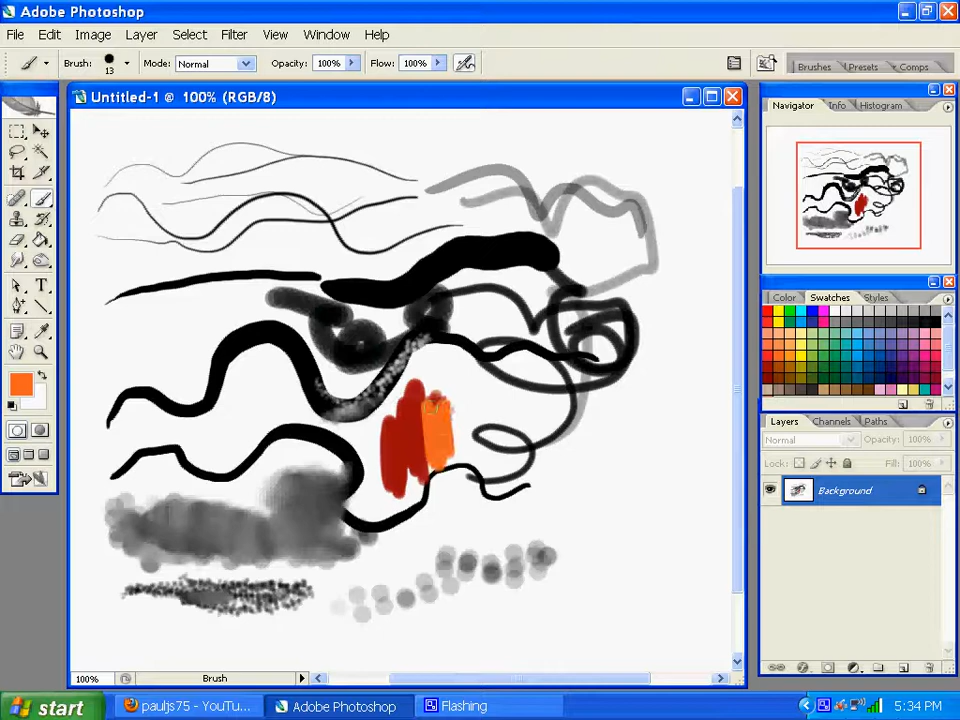 Adobe Photoshop
File Edit Image Layer Select Filter View Window Help
Brush: 13 Mode: Normal Opacity: 100% Flow: 100% Brushes Presets Comps
Untitled-1 @ 100% (RGB/8)
Navigator Info Histogram
Color Swatches Styles
Layers Channels Paths
Normal Opacity: 100%
Lock: Fill: 100%
Background
100% Brush
start pauljs75 - YouTu... Adobe Photoshop Flashing 5:34 PM